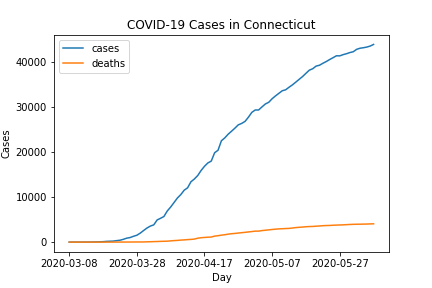 COVID-19 Cases in Connecticut
cases
deaths
40000
30000
20000
10000
0
Cases
2020-03-08 2020-03-28 2020-04-17 2020-05-07 2020-05-27
Day